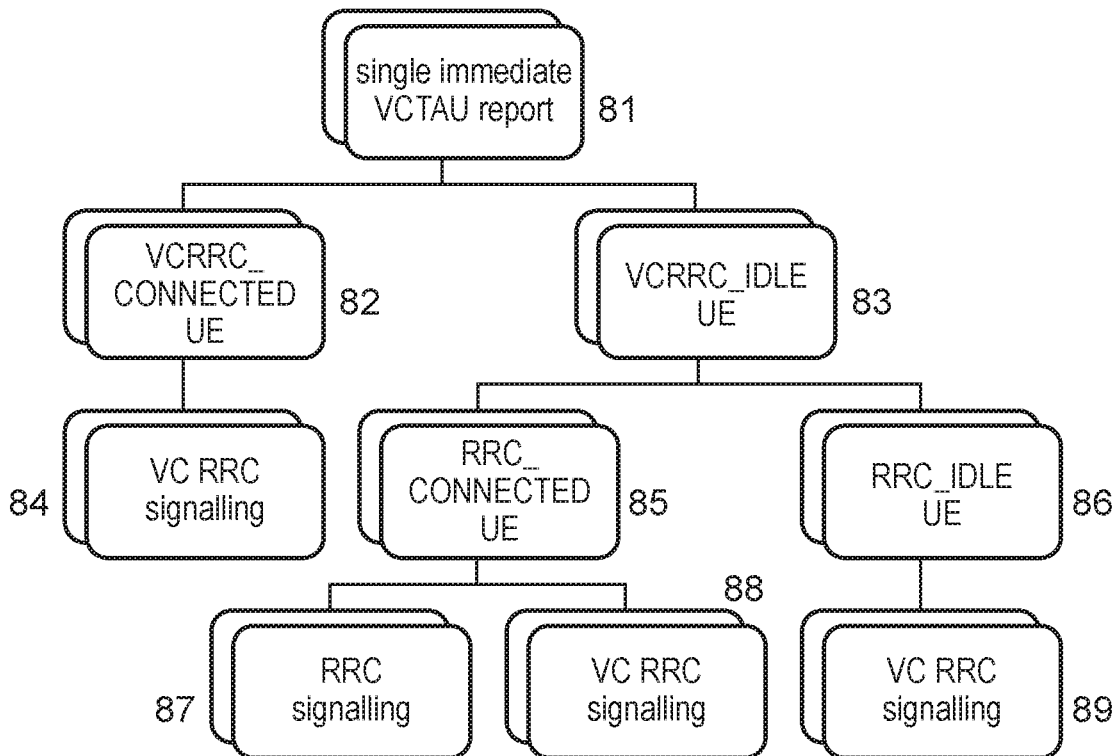 single immediate
VCTAU report
81
VCRRC_
CONNECTED
UE
82
VCRRC_IDLE
UE
83
84
VC RRC
signalling
RRC_
CONNECTED
UE
85
RRC_IDLE
UE
86
87
RRC
signalling
88
VC RRC
signalling
VC RRC
signalling
89